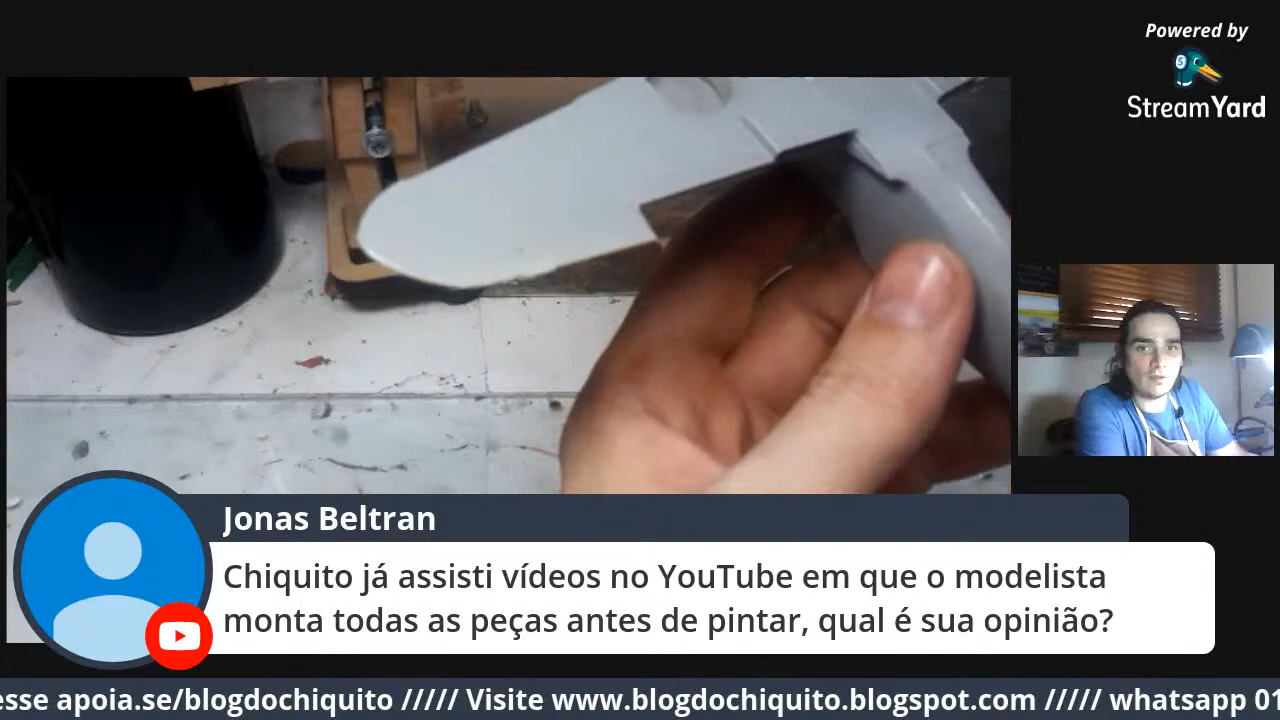 Powered by
StreamYard
Jonas Beltran
Chiquito já assisti vídeos no YouTube em que o modelista
monta todas as peças antes de pintar, qual é sua opinião?
esse apoia.se/blogdochiquito ///// Visite www.blogdochiquito.blogspot.com ///// whatsapp 01